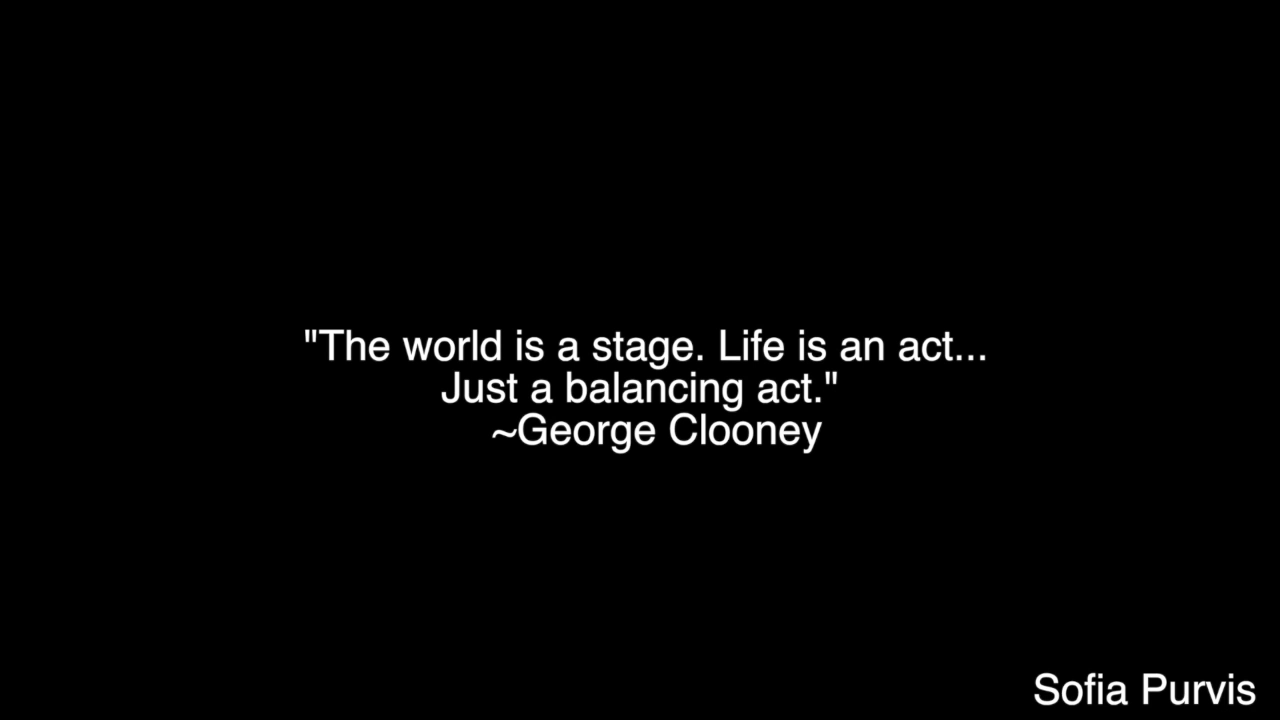 "The world is a stage. Life is an act...
Just a balancing act."
~George Clooney
Sofia Purvis